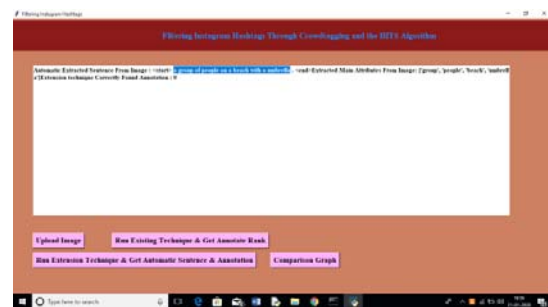 Filtering Instagram Hashtags
Filtering Instagram Hashtags Through Crowdtagging and the HITS Algorithm
Automatic Extracted Sentence From Image : <start> a group of people on a beach with a umbrella . <end>Extracted Main Attributes From Image: ['group', 'people', 'beach', 'umbrell
a']Extension technique Correctly Found Annotation : 0
Upload Image
Run Existing Technique & Get Annotate Rank
Run Extension Technique & Get Automatic Sentence & Annotation
Comparison Graph
Type here to search